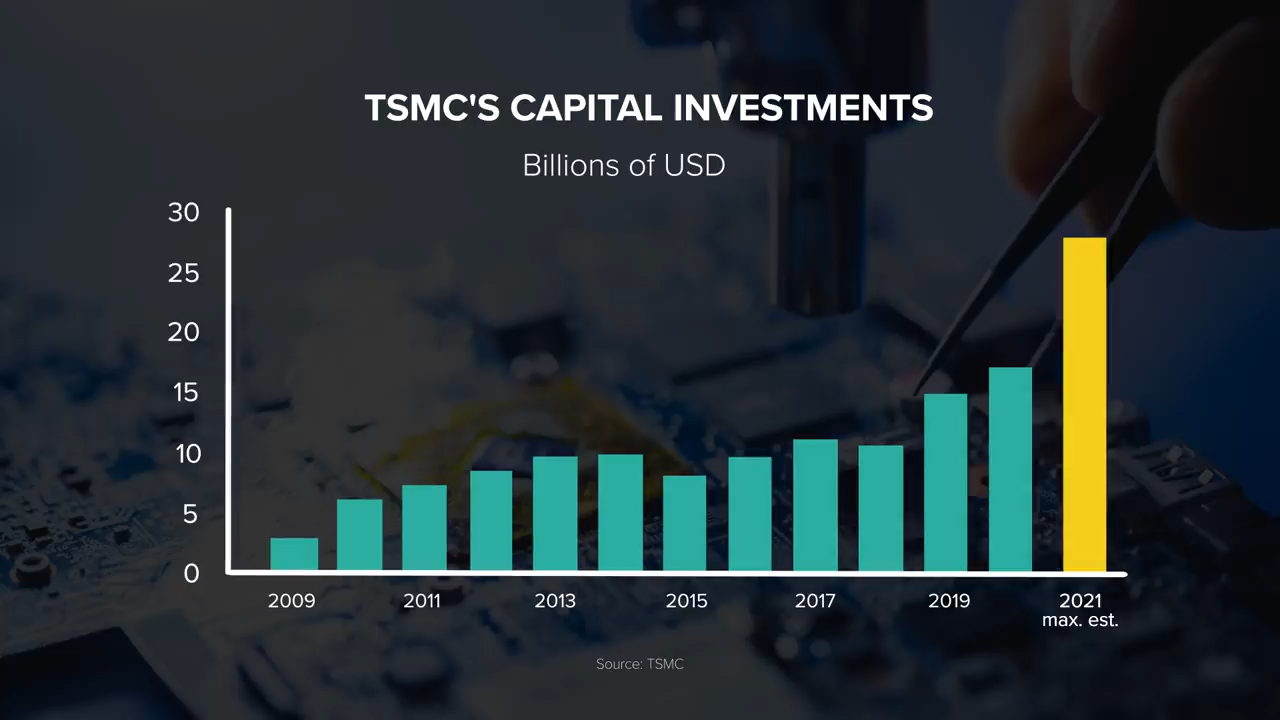 TSMC'S CAPITAL INVESTMENTS
Billions of USD
30
25
20
15
10
5
0
2009 2011 2013 2015 2017 2019 2021
max. est.
Source: TSMC